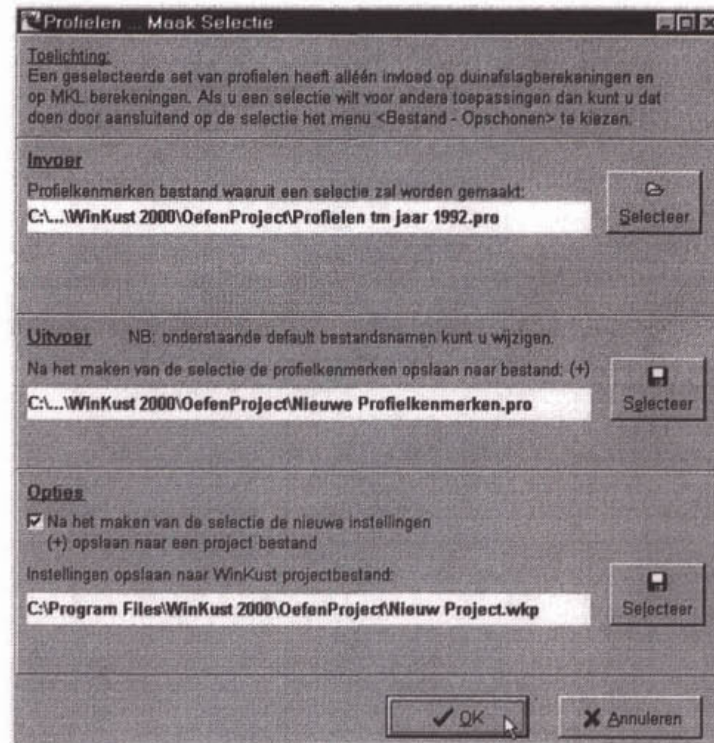 Profielen ... Maak Selectie
Toelichting:
Een geselecteerde set van profielen heeft alléén invloed op duinafslagberekeningen en
op MKL berekeningen. Als u een selectie wilt voor andere toepassingen dan kunt u dat
doen door aansluitend op de selectie het menu <Bestand - Opschonen> te kiezen.
Invoer
Profielkenmerken bestand waaruit een selectie zal worden gemaakt:
C:\...\WinKust 2000\OefenProject\Profielen tm jaar 1992.pro
Selecteer
Uitvoer NB: onderstaande default bestandsnamen kunt u wijzigen.
Na het maken van de selectie de profielkenmerken opslaan naar bestand: (+)
C:\...\WinKust 2000\OefenProject\Nieuwe Profielkenmerken.pro
Selecteer
Opties
Na het maken van de selectie de nieuwe instellingen
(+) opslaan naar een project bestand
Instellingen opslaan naar WinKust projectbestand:
C:\Program Files\WinKust 2000\OefenProject\Nieuw Project.wkp
Selecteer
OK
Annuleren